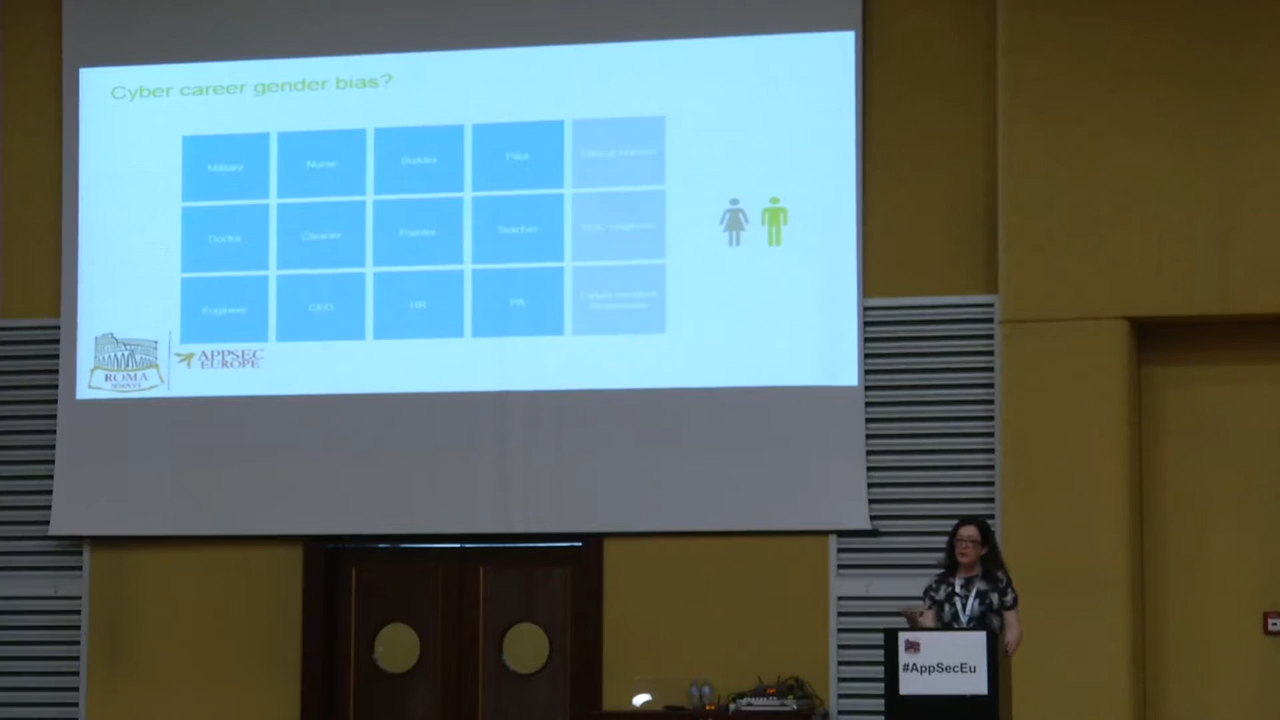 Cyber career gender bias?
Military
Nurse
Builder
Pilot
Doctor
Cleaner
Painter
Teacher
Engineer
CEO
HR
PA
ROMA
APPSEC
EUROPE
#AppSecEu